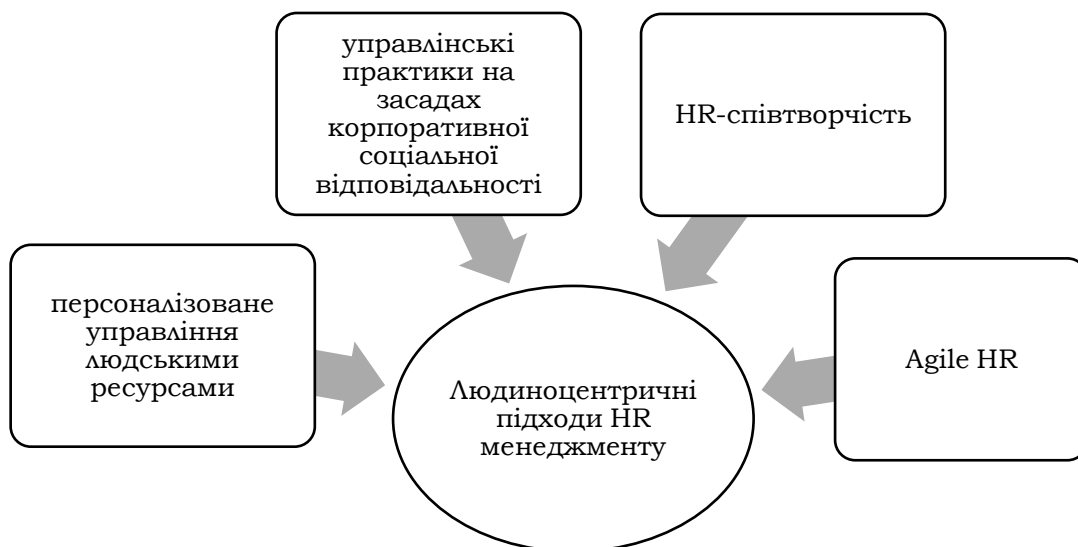 управлінські
практики на
засадах
корпоративної
соціальної
відповідальності
HR-співтворчість
персоналізоване
управління
людськими
ресурсами
Agile HR
Людиноцентричні
підходи HR
менеджменту